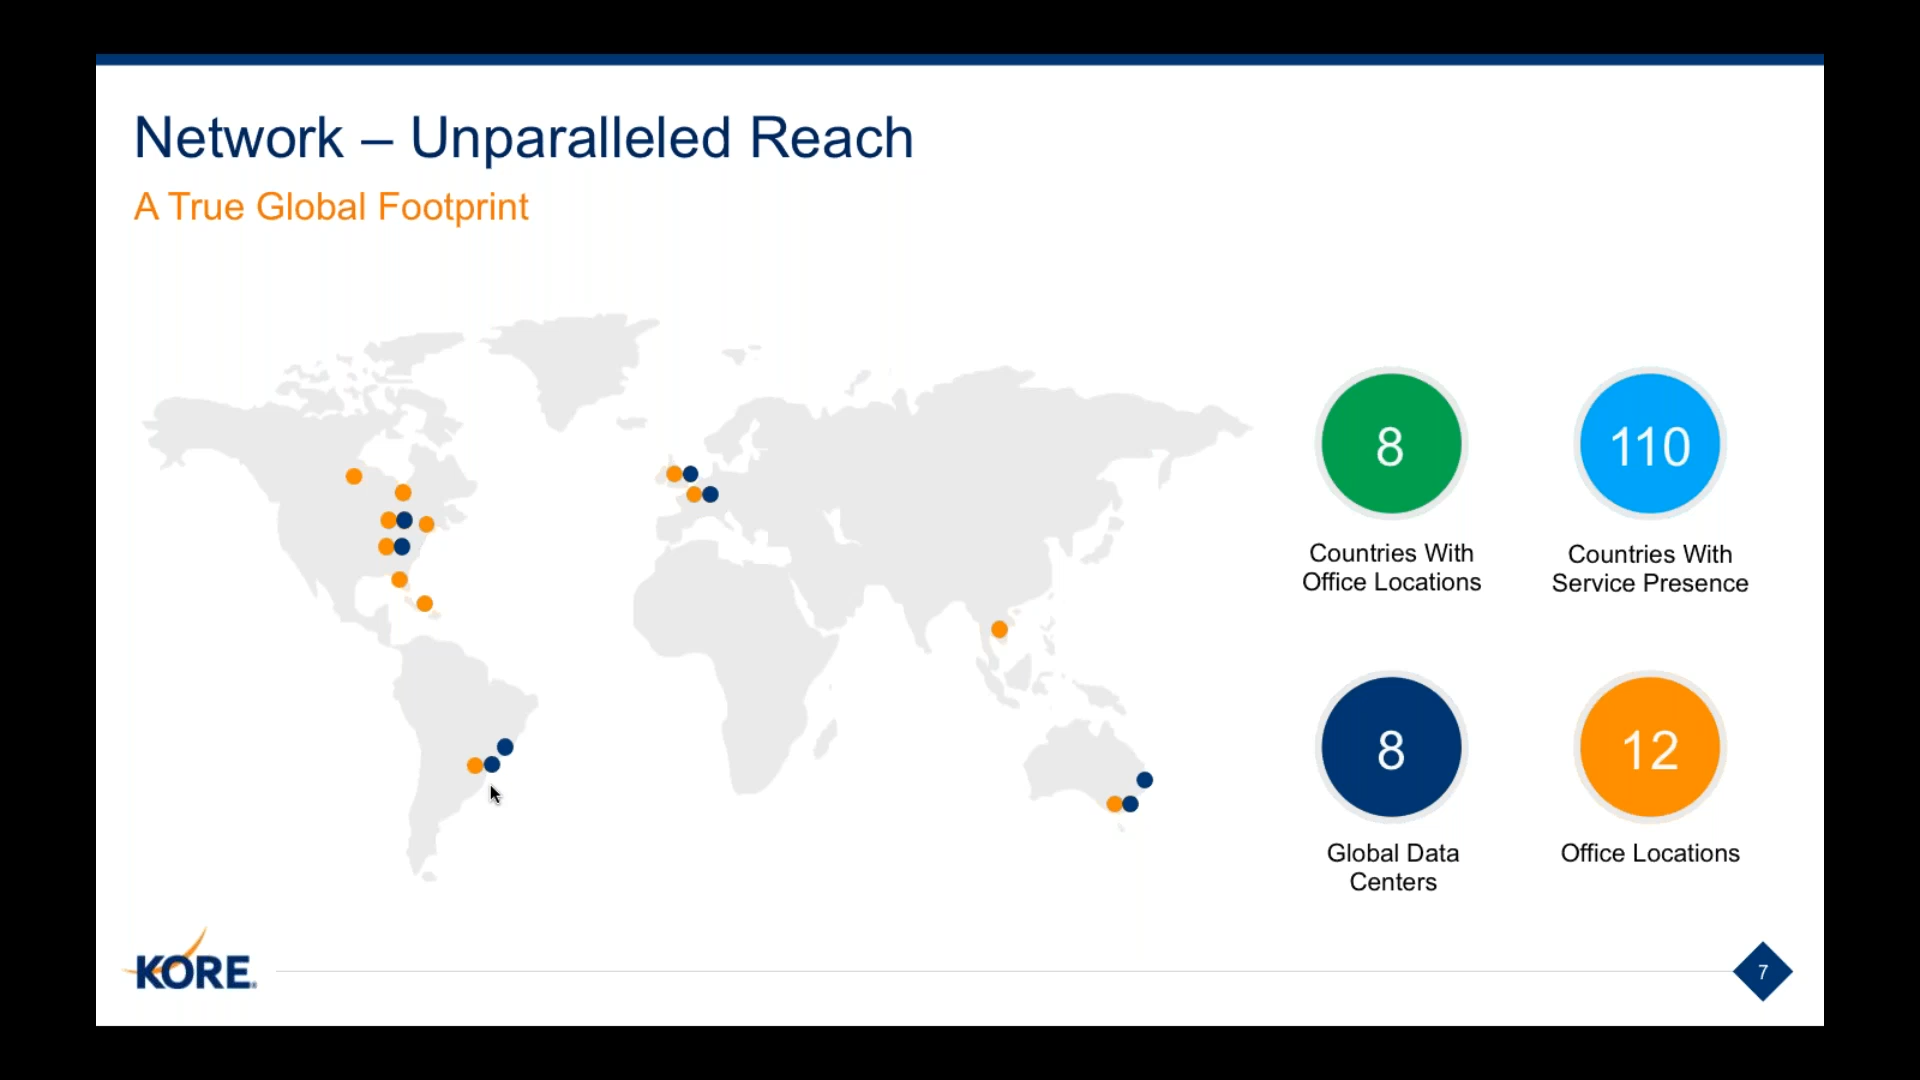 Network – Unparalleled Reach
A True Global Footprint
8
Countries With
Office Locations
110
Countries With
Service Presence
8
Global Data
Centers
12
Office Locations
KORE
7